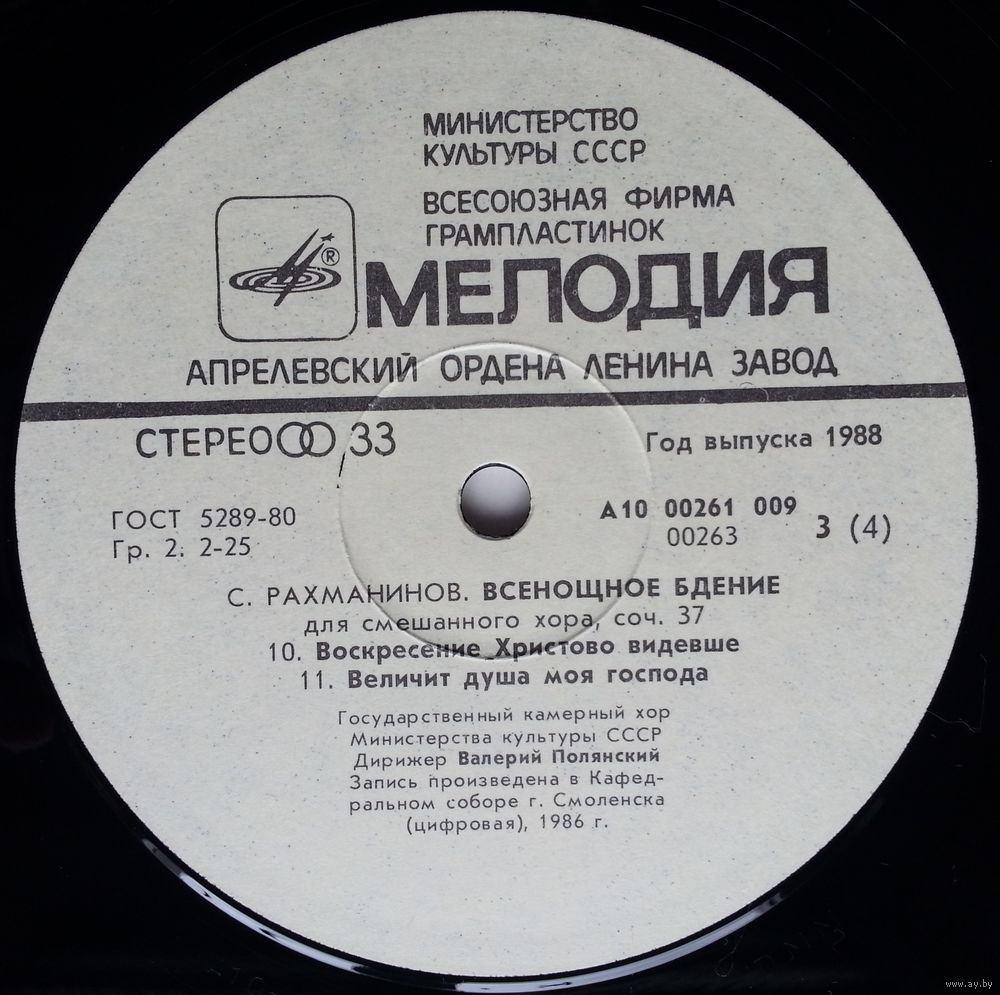 МИНИСТЕРСТВО
КУЛЬТУРЫ СССР
ВСЕСОЮЗНАЯ ФИРМА
ГРАМПЛАСТИНОК
®
МЕЛОДИЯ
АПРЕЛЕВСКИЙ ОРДЕНА ЛЕНИНА ЗАВОД
СТЕРЕО 33
Год выпуска 1988
ГОСТ 5289-80
Гр. 2. 2-25
А10 00261 009
00263
3 (4)
С. РАХМАНИНОВ. ВСЕНОЩНОЕ БДЕНИЕ
для смешанного хора, соч. 37
10. Воскресение Христово видевше
11. Величит душа моя господа
Государственный камерный хор
Министерства культуры СССР
Дирижер Валерий Полянский
Запись произведена в Кафед-
ральном соборе г. Смоленска
(цифровая), 1986 г.
www.ay.by